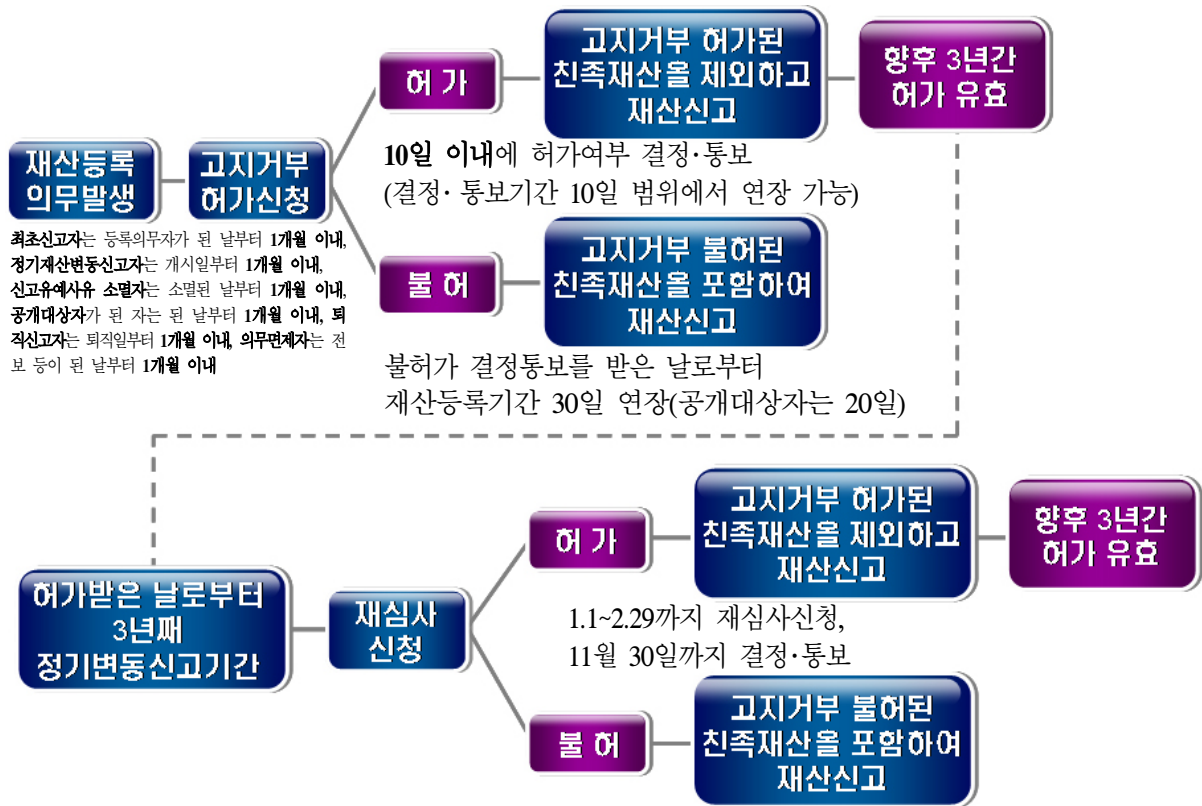 재산등록
의무발생
고지거부
허가신청
최초신고자는 등록의무자가 된 날부터 1개월 이내,
정기재산변동신고자는 개시일부터 1개월 이내,
신고유예사유 소멸자는 소멸된 날부터 1개월 이내,
공개대상자가 된 자는 된 날부터 1개월 이내, 퇴
직신고자는 퇴직일부터 1개월 이내, 의무면제자는 전
보 등이 된 날부터 1개월 이내
허 가
고지거부 허가된
친족재산을 제외하고
재산신고
향후 3년간
허가 유효
10일 이내에 허가여부 결정·통보
(결정·통보기간 10일 범위에서 연장 가능)
불 허
고지거부 불허된
친족재산을 포함하여
재산신고
불허가 결정통보를 받은 날로부터
재산등록기간 30일 연장(공개대상자는 20일)
허가받은 날로부터
3년째
정기변동신고기간
재심사
신청
허 가
고지거부 허가된
친족재산을 제외하고
재산신고
향후 3년간
허가 유효
1.1~2.29까지 재심사신청,
11월 30일까지 결정·통보
불 허
고지거부 불허된
친족재산을 포함하여
재산신고